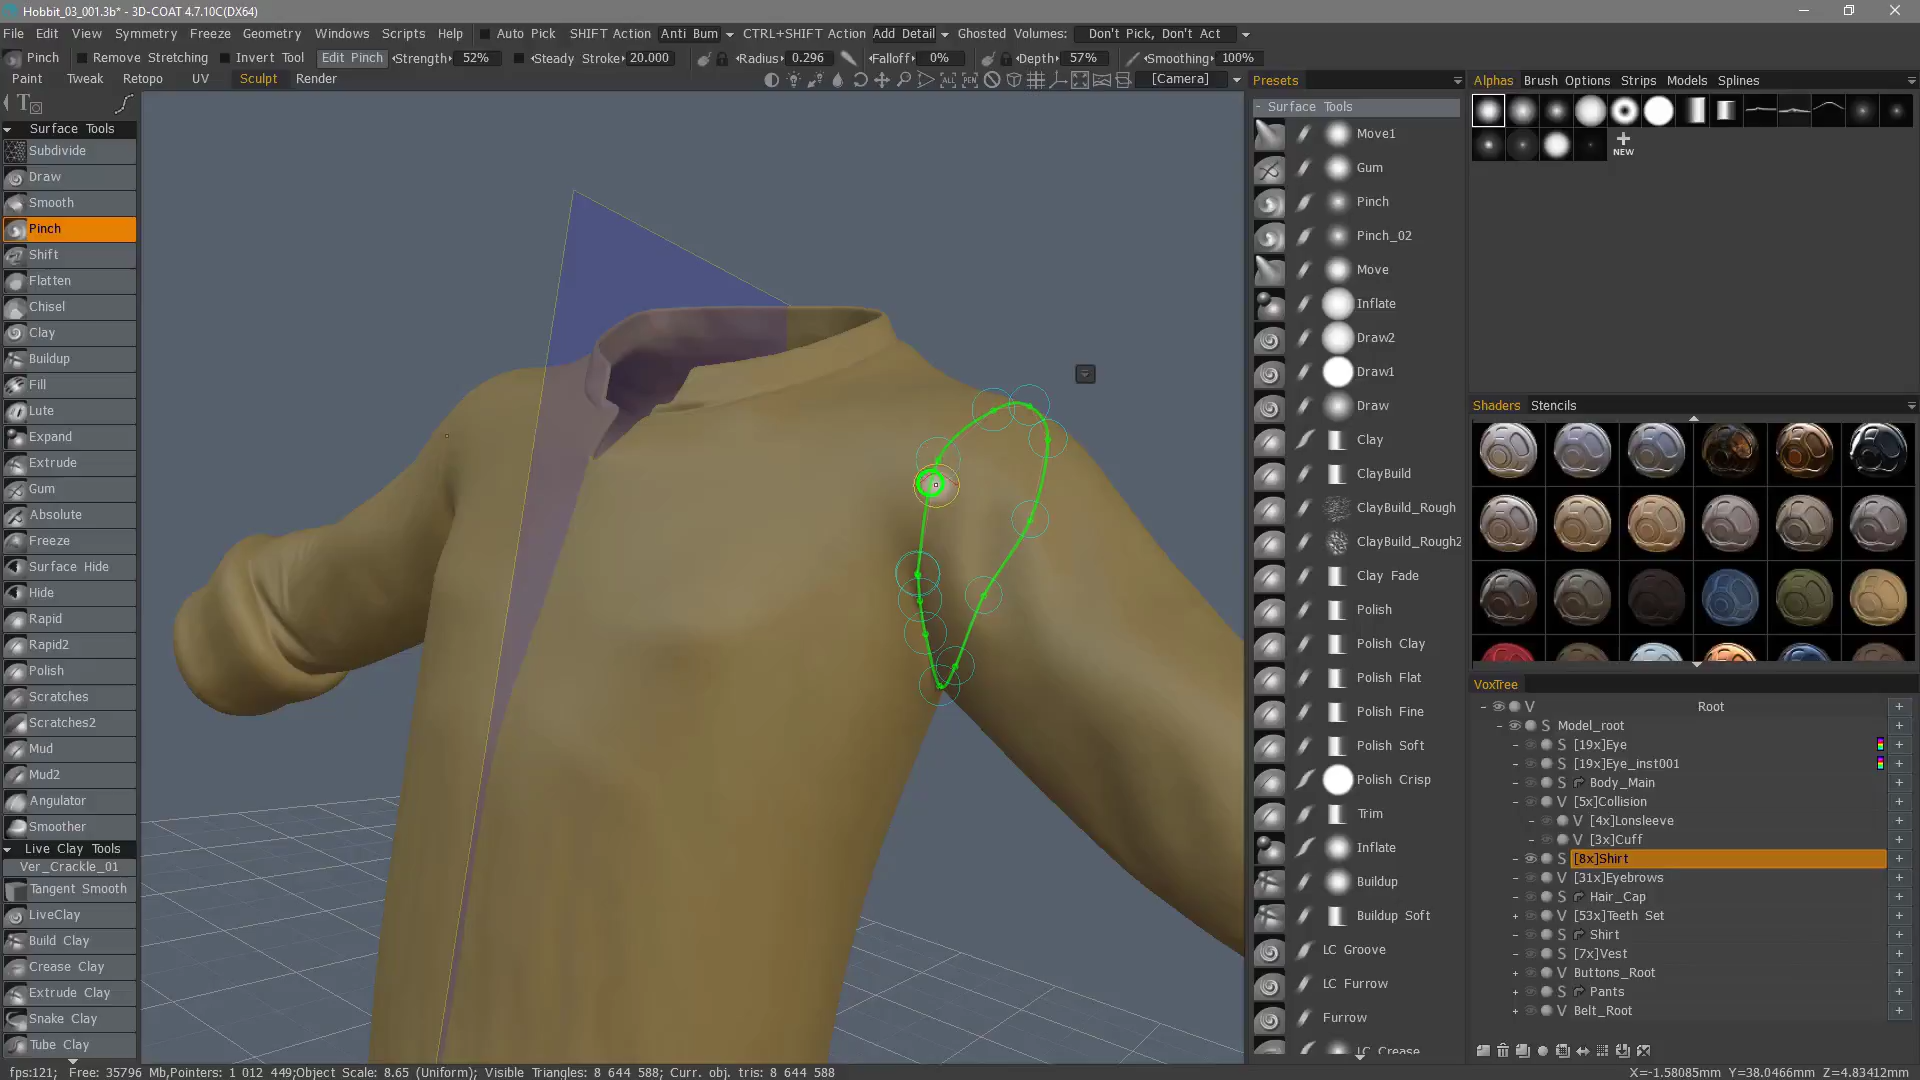 Hobbit_03_001.3b* - 3D-COAT 4.7.10C(DX64)
File Edit View Symmetry Freeze Geometry Windows Scripts Help Auto Pick SHIFT Action Anti Bum CTRL+SHIFT Action Add Detail Ghosted Volumes: Don't Pick, Don't Act
Pinch Remove Stretching Invert Tool Edit Pinch Strength 52% Steady Stroke 20.000 Radius 0.296 Falloff 0% Depth 57% Smoothing 100%
Paint Tweak Retopo UV Sculpt Render ALL PEN [Camera]
Presets
Alphas Brush Options Strips Models Splines
NEW
Surface Tools
Subdivide
Draw
Smooth
Pinch
Shift
Flatten
Chisel
Clay
Buildup
Fill
Lute
Expand
Extrude
Gum
Absolute
Freeze
Surface Hide
Hide
Rapid
Rapid2
Polish
Scratches
Scratches2
Mud
Mud2
Angulator
Smoother
Live Clay Tools
Ver_Crackle_01
Tangent Smooth
LiveClay
Build Clay
Crease Clay
Extrude Clay
Snake Clay
Tube Clay
- Surface Tools
Move1
Gum
Pinch
Pinch_02
Move
Inflate
Draw2
Draw1
Draw
Clay
ClayBuild
ClayBuild_Rough
ClayBuild_Rough2
Clay Fade
Polish
Polish Clay
Polish Flat
Polish Fine
Polish Soft
Polish Crisp
Trim
Inflate
Buildup
Buildup Soft
LC Groove
LC Furrow
Furrow
LC Crease
Shaders Stencils
VoxTree
- V Root +
- S Model_root +
- S [19x]Eye +
- S [19x]Eye_inst001 +
- S Body_Main +
- V [5x]Collision +
- V [4x]Lonsleeve +
- V [3x]Cuff +
- S [8x]Shirt +
- V [31x]Eyebrows +
- S Hair_Cap +
+ V [53x]Teeth Set +
- S Shirt +
- S [7x]Vest +
+ V Buttons_Root +
+ S Pants +
+ V Belt_Root +
fps:121; Free: 35796 Mb,Pointers: 1 012 449;Object Scale: 8.65 (Uniform); Visible Triangles: 8 644 588; Curr. obj. tris: 8 644 588
X=-1.58085mm Y=38.0466mm Z=4.83412mm